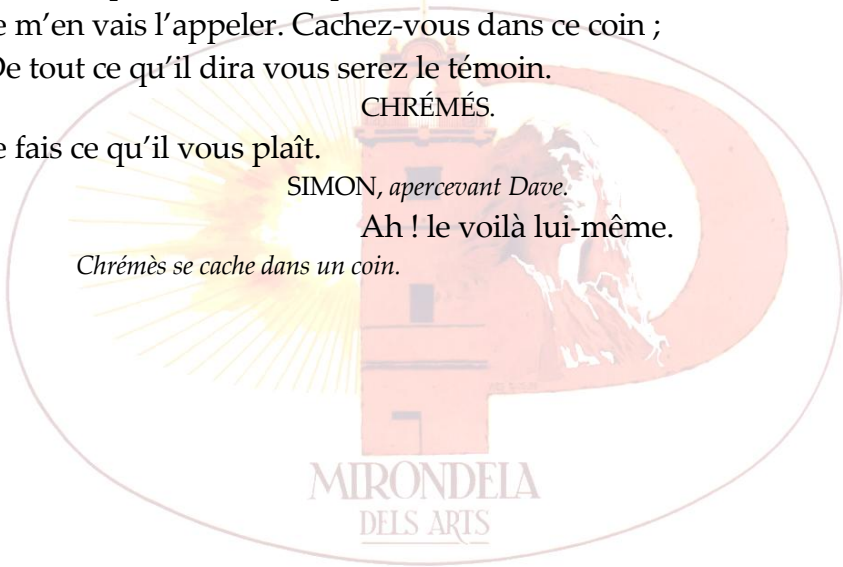 e m’en vais l’appeler. Cachez-vous dans ce coin ;
De tout ce qu’il dira vous serez le témoin.
CHRÉMÉS.
e fais ce qu’il vous plaît.
SIMON, apercevant Dave.
Ah ! le voilà lui-même.
Chrémès se cache dans un coin.
MIRONDELA
DELS ARTS